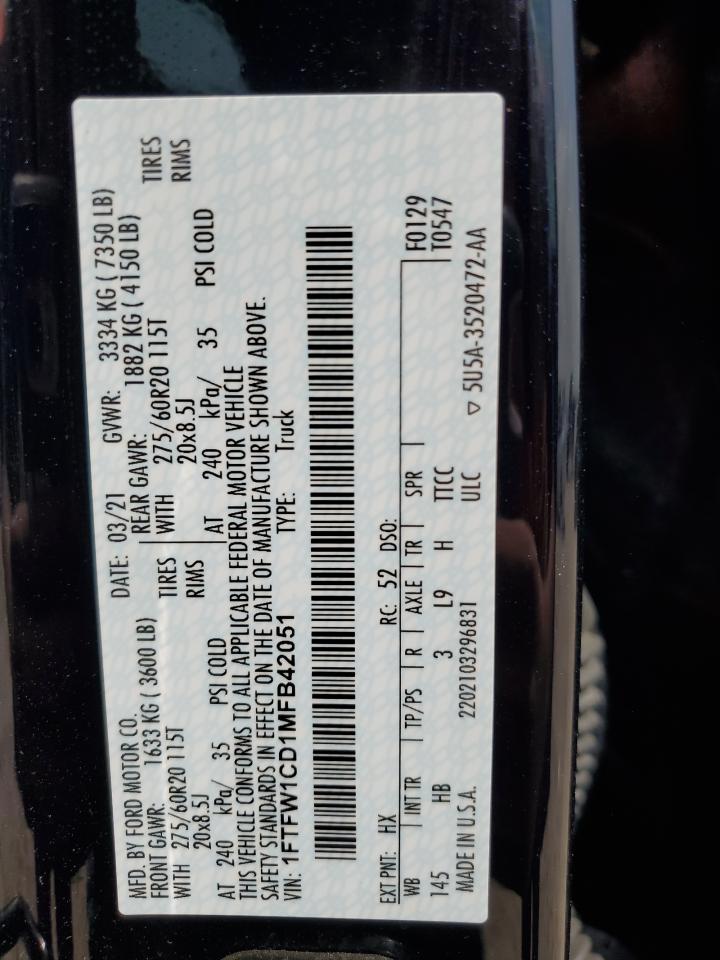 MFD. BY FORD MOTOR CO. DATE: 03/21 GVWR: 3334 KG ( 7350 LB)
FRONT GAWR: 1633 KG ( 3600 LB) REAR GAWR: 1882 KG ( 4150 LB)
WITH 275/60R20 115T TIRES WITH 275/60R20 115T TIRES
20x8.5J RIMS 20x8.5J RIMS
AT 240 kPa/ 35 PSI COLD AT 240 kPa/ 35 PSI COLD
THIS VEHICLE CONFORMS TO ALL APPLICABLE FEDERAL MOTOR VEHICLE
SAFETY STANDARDS IN EFFECT ON THE DATE OF MANUFACTURE SHOWN ABOVE.
VIN: 1FTFW1CD1MFB42051 TYPE: Truck
EXT PNT: HX RC: 52 DSO:
WB INT TR TP/PS R AXLE TR SPR F0129
145 HB 3 L9 H TTCC T0547
ULC
MADE IN U.S.A. 2202103296831 ▽ 5U5A-3520472-AA